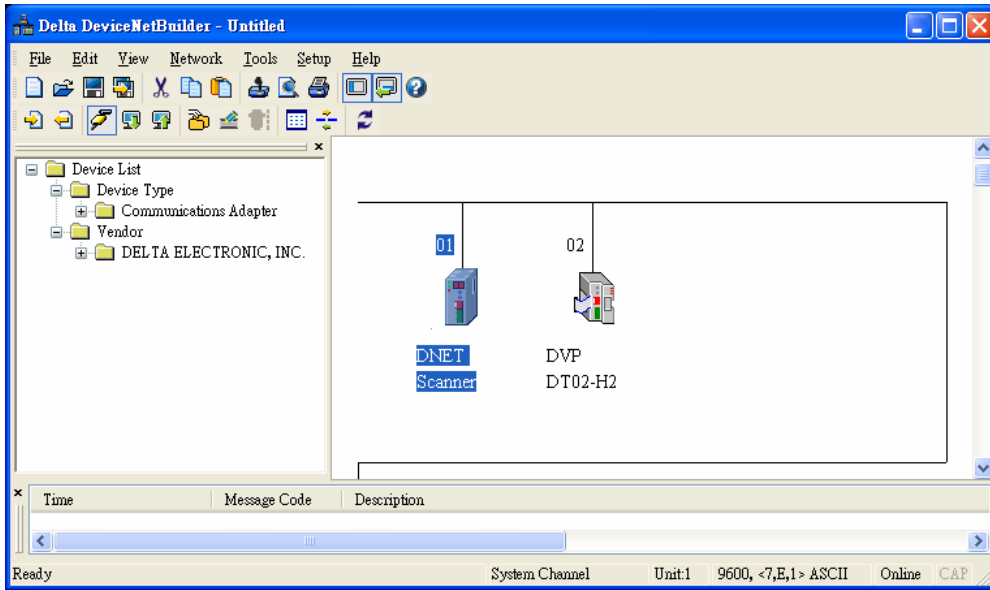 Delta DeviceNetBuilder - Untitled
File Edit View Network Tools Setup Help
Device List
Device Type
Communications Adapter
Vendor
DELTA ELECTRONIC, INC.
01 02
DNET DVP
Scanner DT02-H2
Time Message Code Description
Ready System Channel Unit:1 9600, <7,E,1> ASCII Online CAP